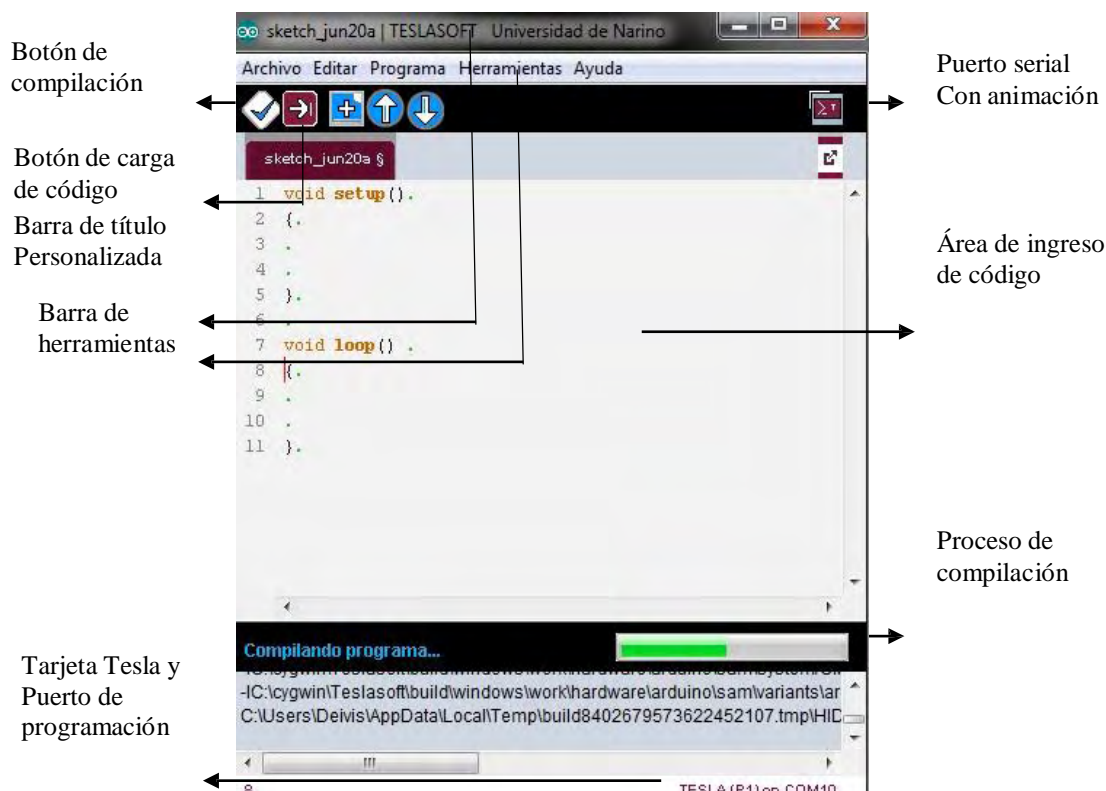 Botón de
compilación
Botón de carga
de código
Barra de título
Personalizada
Barra de
herramientas
Tarjeta Tesla y
Puerto de
programación
sketch_jun20a | TESLASOFT Universidad de Narino
Archivo Editar Programa Herramientas Ayuda
sketch_jun20a §
1 void setup().
2 {.
3 .
4 .
5 }.
6 .
7 void loop() .
8 {.
9 .
10 .
11 }.
Compilando programa...
-IC:\cygwin\Teslasoft\build\windows\work\hardware\arduino\sam\variants\ar
C:\Users\Deivis\AppData\Local\Temp\build8402679573622452107.tmp\HID
8
TESLA (P1) en COM10
Puerto serial
Con animación
Área de ingreso
de código
Proceso de
compilación